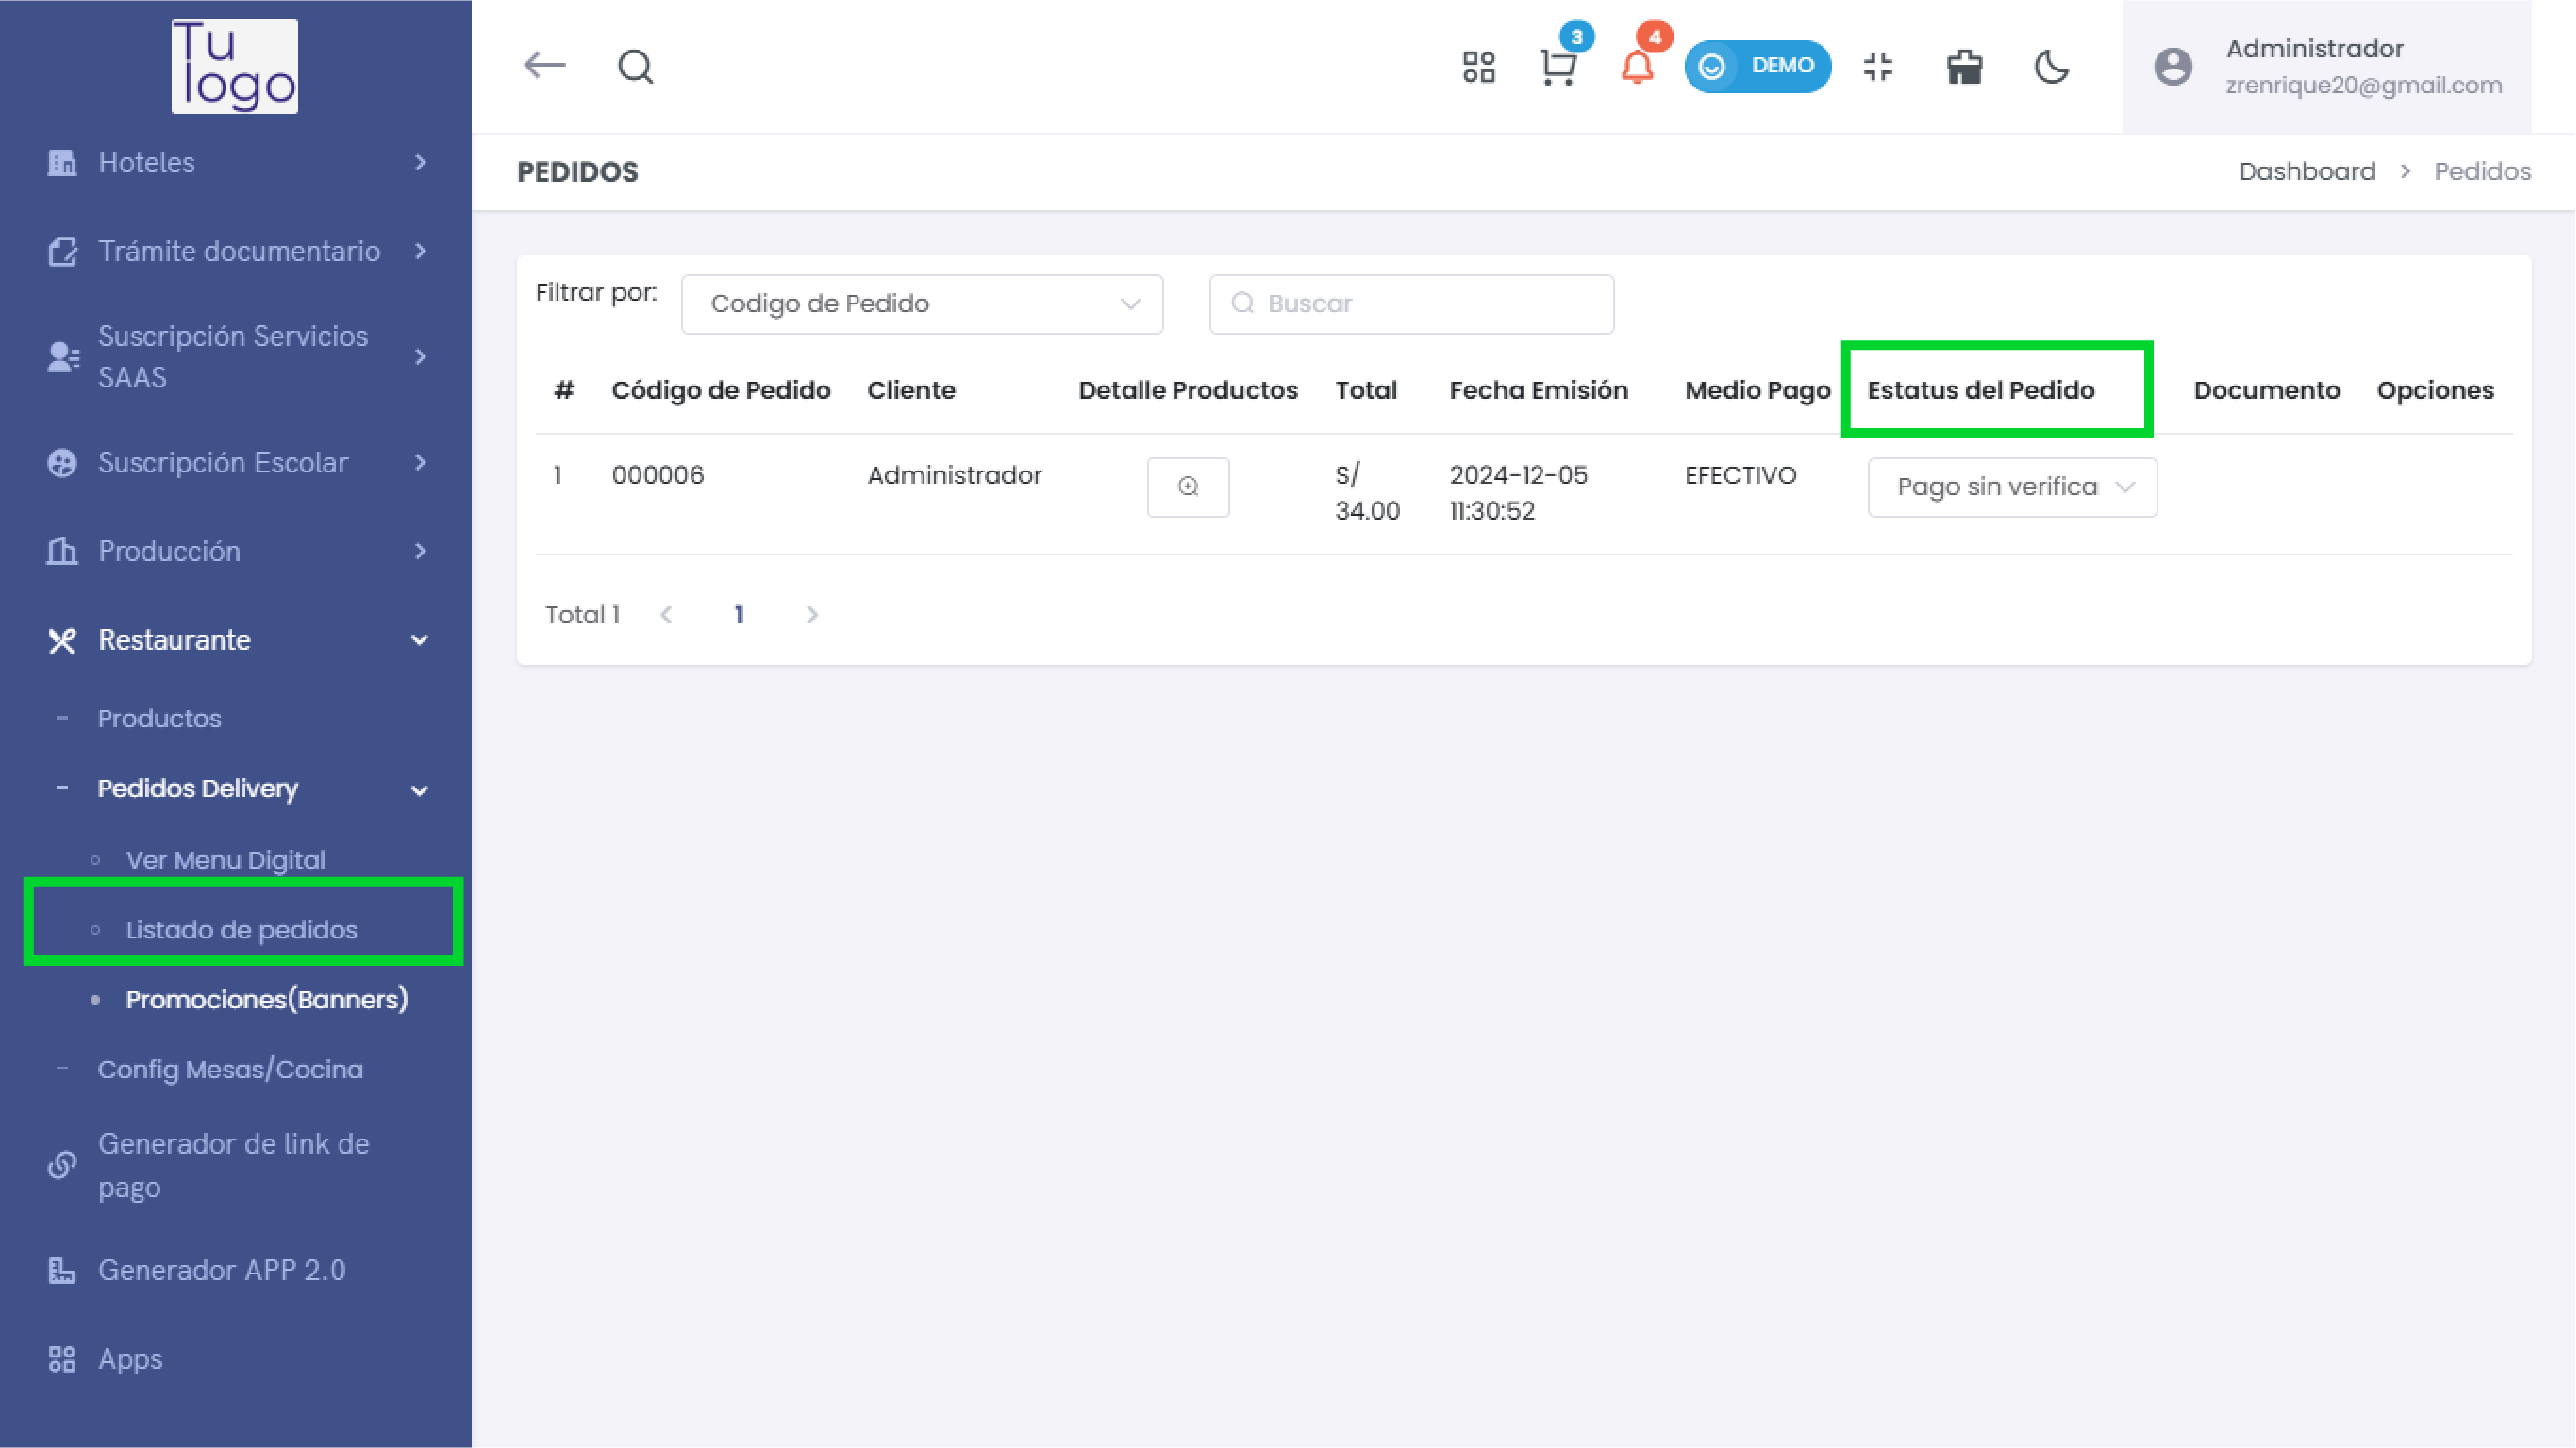 Tu
logo
Hoteles
Trámite documentario
Suscripción Servicios
SAAS
Suscripción Escolar
Producción
Restaurante
Productos
Pedidos Delivery
Ver Menu Digital
Listado de pedidos
Promociones(Banners)
Config Mesas/Cocina
Generador de link de
pago
Generador APP 2.0
Apps
3
4
DEMO
Administrador
zrenrique20@gmail.com
PEDIDOS
Dashboard > Pedidos
Filtrar por: Codigo de Pedido Buscar
# Código de Pedido Cliente Detalle Productos Total Fecha Emisión Medio Pago Estatus del Pedido Documento Opciones
1 000006 Administrador S/ 2024-12-05 EFECTIVO Pago sin verifica
34.00 11:30:52
Total 1 < 1 >